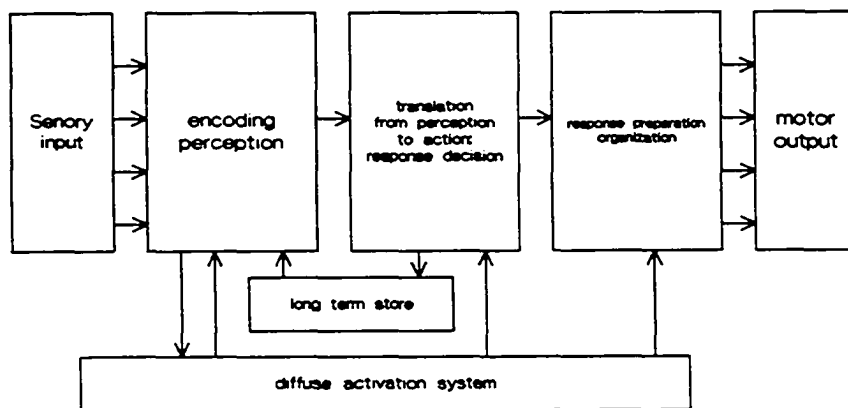 Senory
input
encoding
perception
translation
from perception
to action:
response decision
response preparation
organization
motor
output
long term store
diffuse activation system